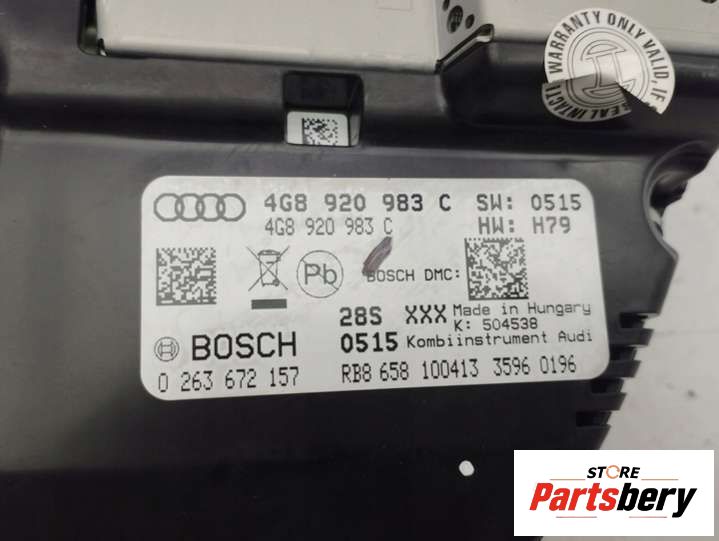 WARRANTY ONLY VALID, IF
SEAL INTACT!
4G8 920 983 C SW: 0515
4G8 920 983 C HW: H79
Pb BOSCH DMC:
28S XXX Made in Hungary
K: 504538
BOSCH 0515 Kombiinstrument Audi
0 263 672 157 RB8 658 100413 3596 0196
STORE
Partsbery